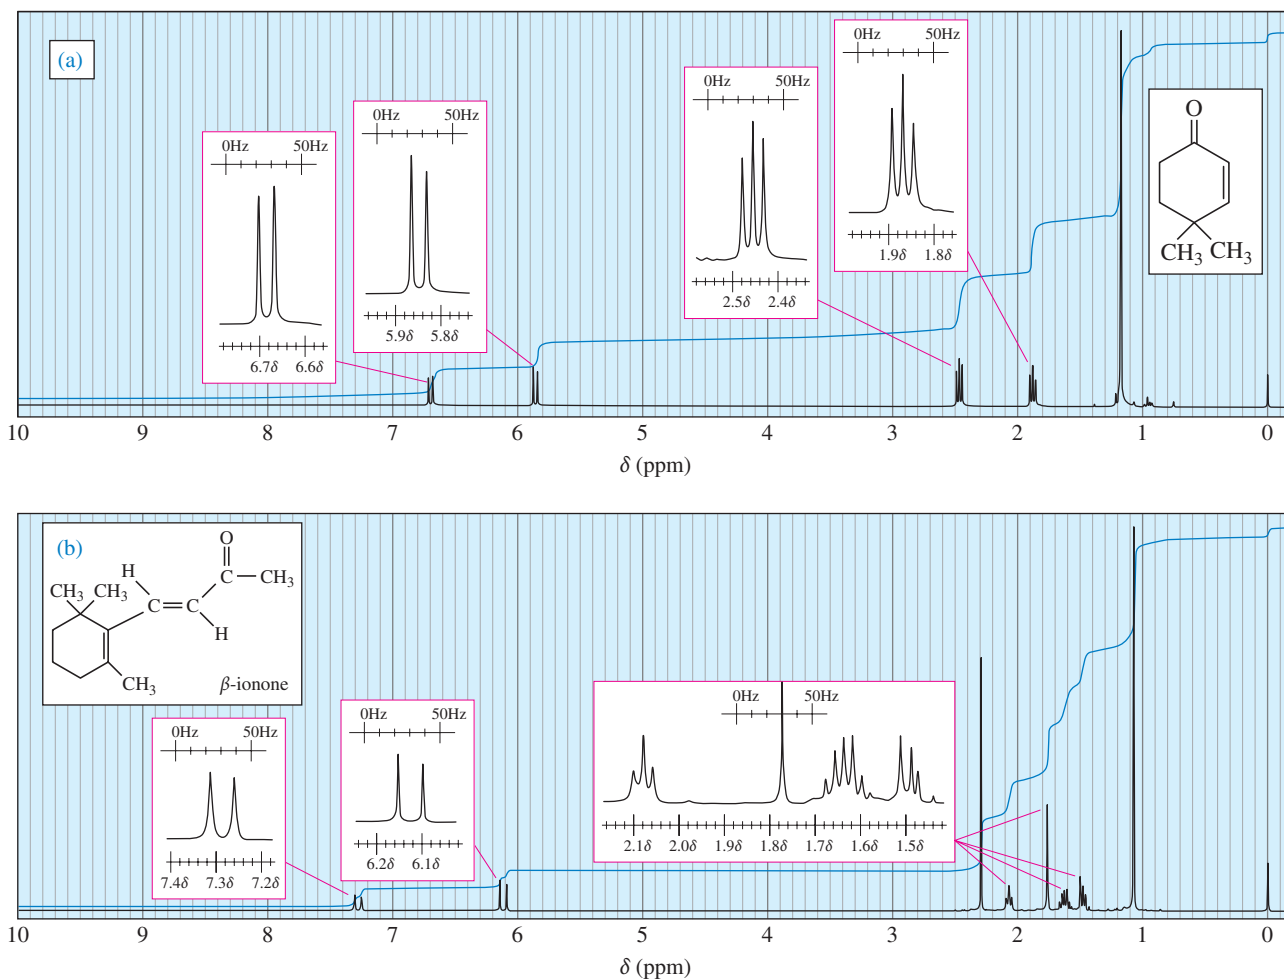 (a)
0Hz 50Hz
6.7δ 6.6δ
0Hz 50Hz
5.9δ 5.8δ
0Hz 50Hz
2.5δ 2.4δ
0Hz 50Hz
1.9δ 1.8δ
O
CH₃ CH₃
10 9 8 7 6 5 4 3 2 1 0
δ (ppm)
(b)
O
H C CH₃
CH₃ CH₃ C=C
H
CH₃ β-ionone
0Hz 50Hz
7.4δ 7.3δ 7.2δ
0Hz 50Hz
6.2δ 6.1δ
0Hz 50Hz
2.1δ 2.0δ 1.9δ 1.8δ 1.7δ 1.6δ 1.5δ
10 9 8 7 6 5 4 3 2 1 0
δ (ppm)